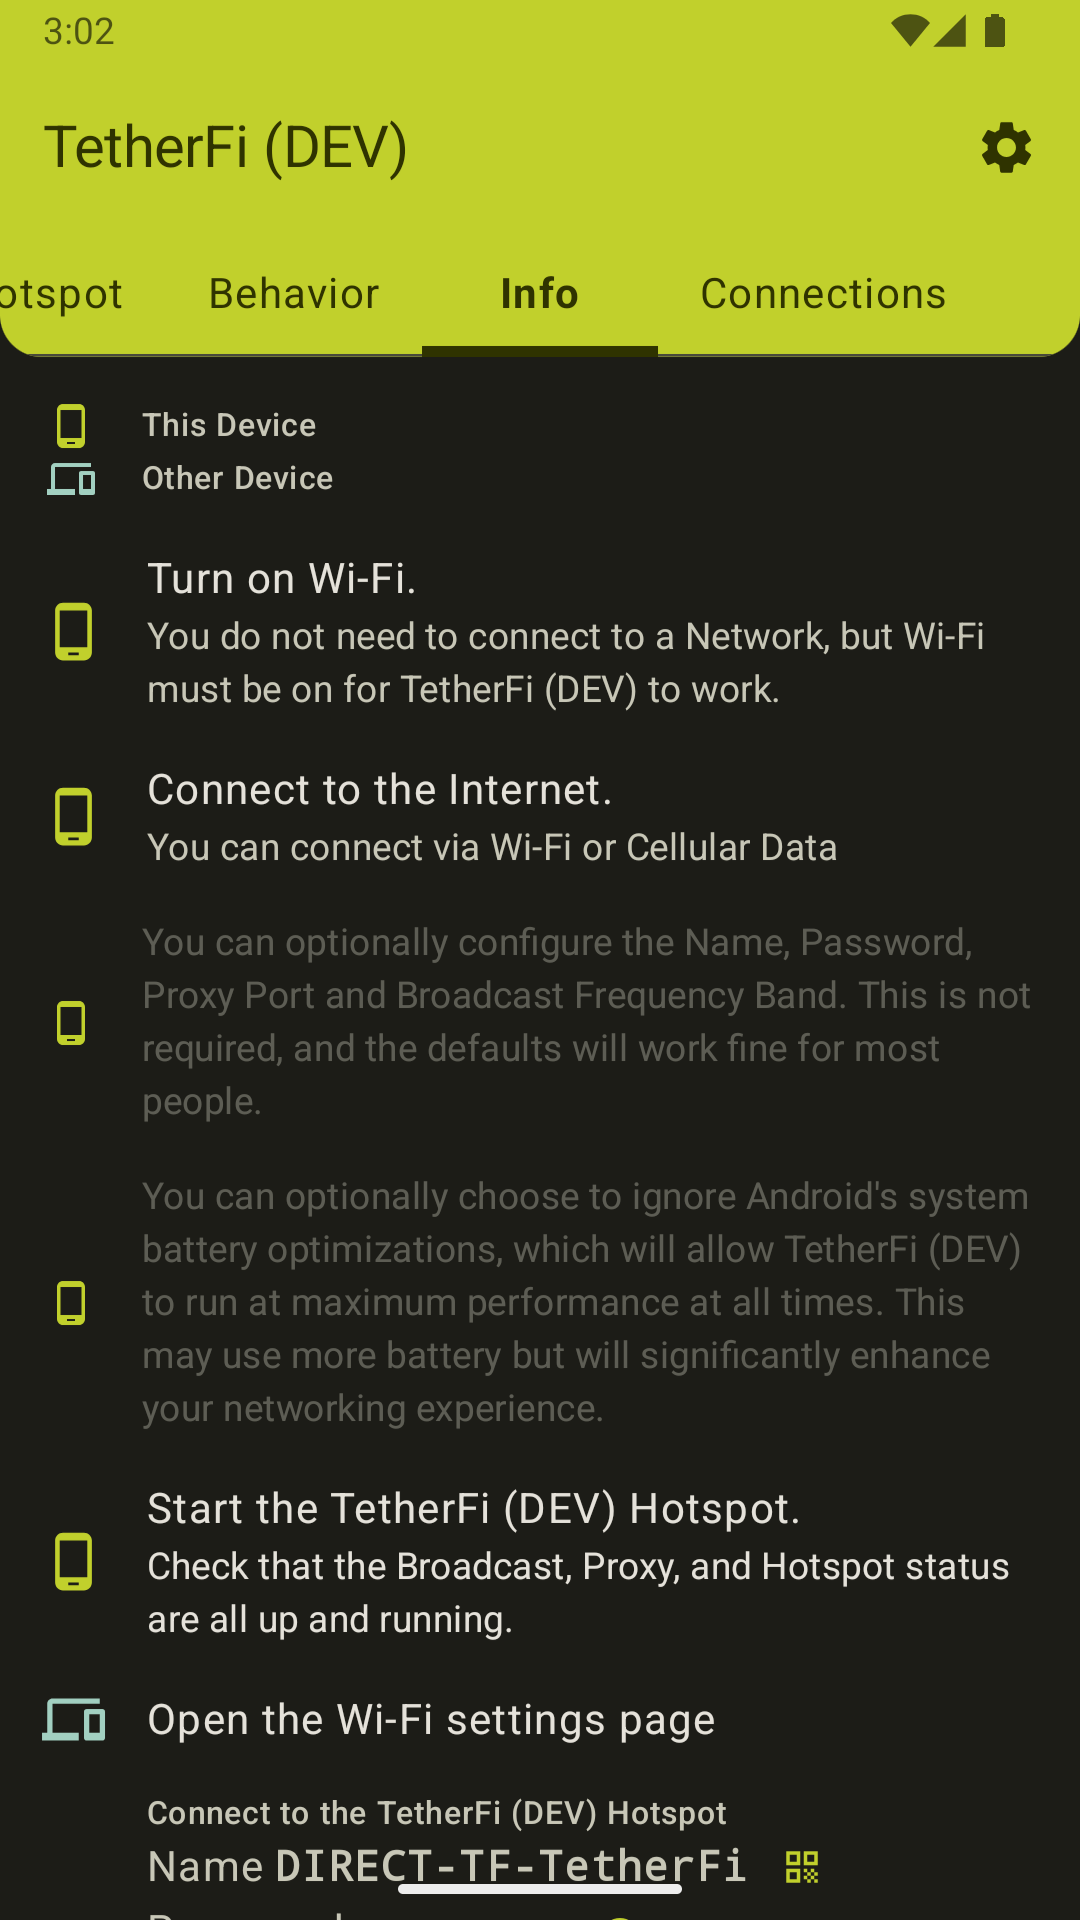 3:02
TetherFi (DEV)
otspot Behavior Info Connections
This Device
Other Device
Turn on Wi-Fi.
You do not need to connect to a Network, but Wi-Fi
must be on for TetherFi (DEV) to work.
Connect to the Internet.
You can connect via Wi-Fi or Cellular Data
You can optionally configure the Name, Password,
Proxy Port and Broadcast Frequency Band. This is not
required, and the defaults will work fine for most
people.
You can optionally choose to ignore Android's system
battery optimizations, which will allow TetherFi (DEV)
to run at maximum performance at all times. This
may use more battery but will significantly enhance
your networking experience.
Start the TetherFi (DEV) Hotspot.
Check that the Broadcast, Proxy, and Hotspot status
are all up and running.
Open the Wi-Fi settings page
Connect to the TetherFi (DEV) Hotspot
Name DIRECT-TF-TetherFi